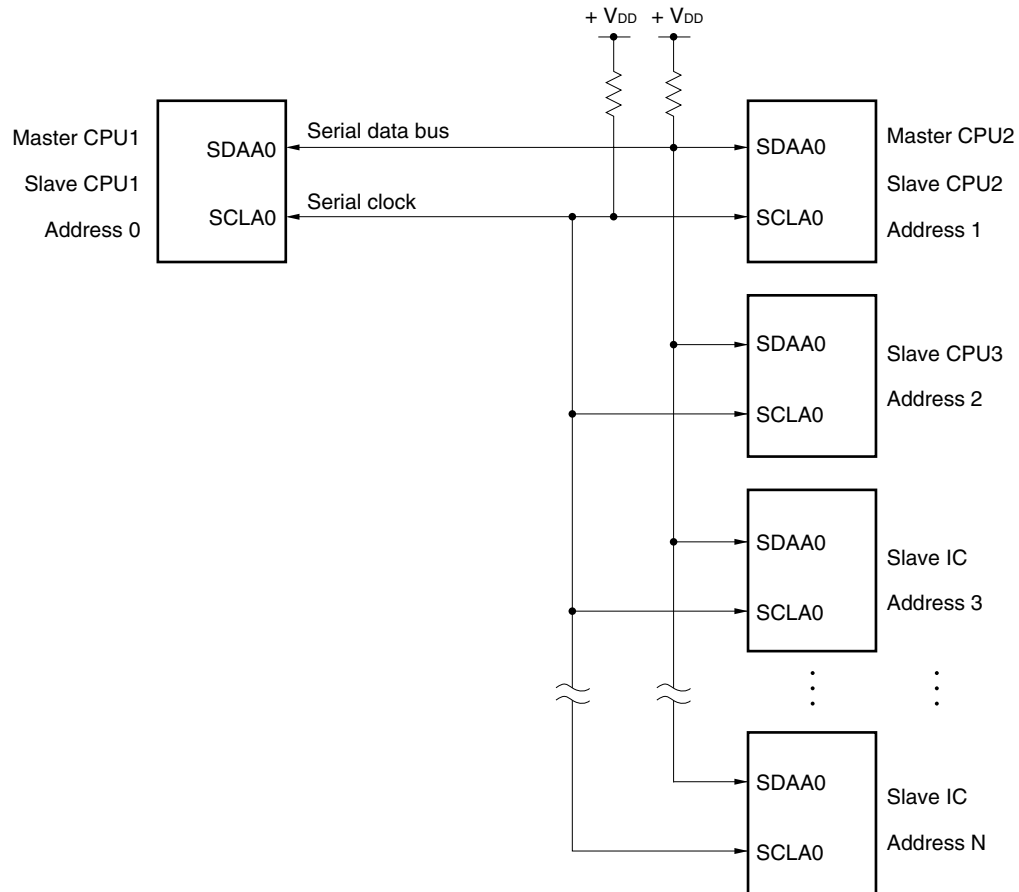 + VDD
+ VDD
Master CPU1
Slave CPU1
Address 0
SDAA0
SCLA0
Serial data bus
Serial clock
SDAA0
SCLA0
Master CPU2
Slave CPU2
Address 1
SDAA0
SCLA0
Slave CPU3
Address 2
SDAA0
SCLA0
Slave IC
Address 3
SDAA0
SCLA0
Slave IC
Address N